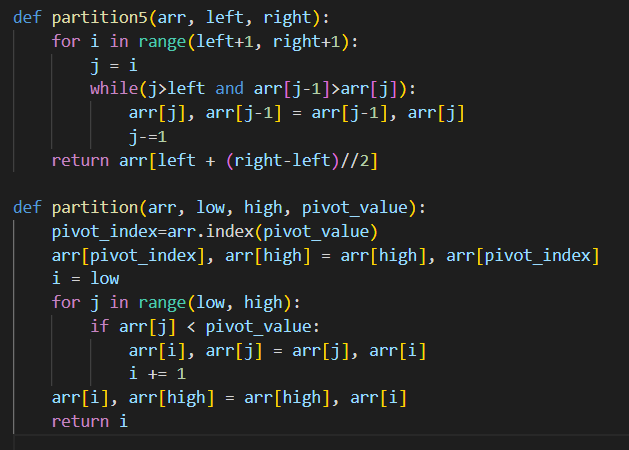 def partition5(arr, left, right):
    for i in range(left+1, right+1):
        j = i
        while(j>left and arr[j-1]>arr[j]):
            arr[j], arr[j-1] = arr[j-1], arr[j]
            j-=1
    return arr[left + (right-left)//2]

def partition(arr, low, high, pivot_value):
    pivot_index=arr.index(pivot_value)
    arr[pivot_index], arr[high] = arr[high], arr[pivot_index]
    i = low
    for j in range(low, high):
        if arr[j] < pivot_value:
            arr[i], arr[j] = arr[j], arr[i]
            i += 1
    arr[i], arr[high] = arr[high], arr[i]
    return i